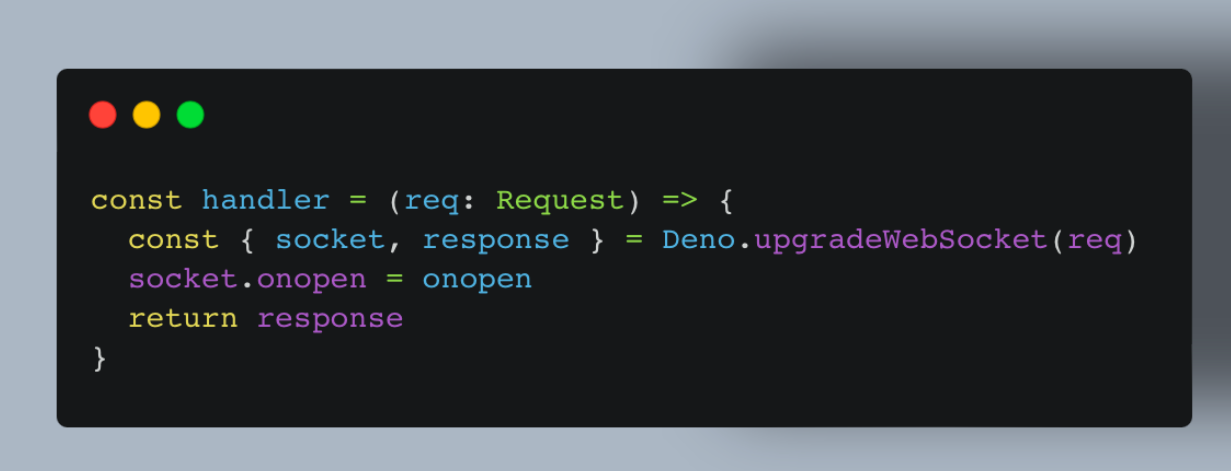 const handler = (req: Request) => {
  const { socket, response } = Deno.upgradeWebSocket(req)
  socket.onopen = onopen
  return response
}